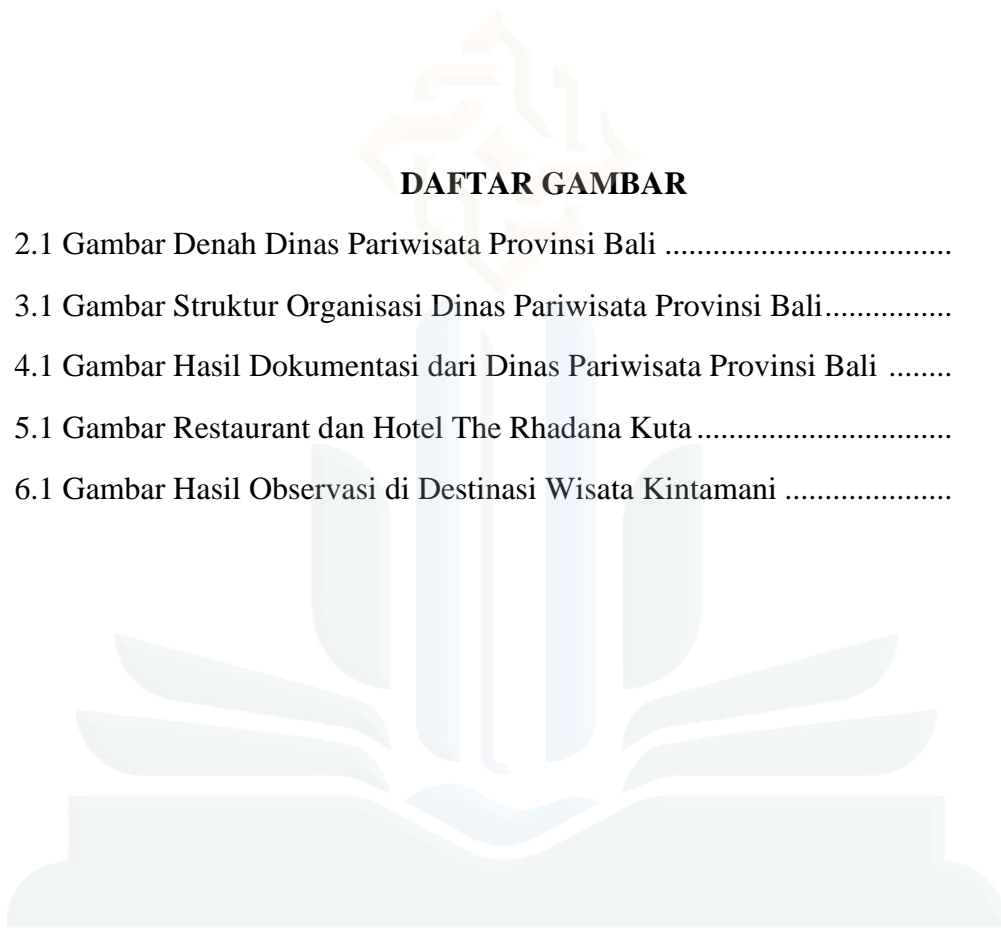 DAFTAR GAMBAR
2.1 Gambar Denah Dinas Pariwisata Provinsi Bali ....................................
3.1 Gambar Struktur Organisasi Dinas Pariwisata Provinsi Bali................
4.1 Gambar Hasil Dokumentasi dari Dinas Pariwisata Provinsi Bali ........
5.1 Gambar Restaurant dan Hotel The Rhadana Kuta................................
6.1 Gambar Hasil Observasi di Destinasi Wisata Kintamani .....................